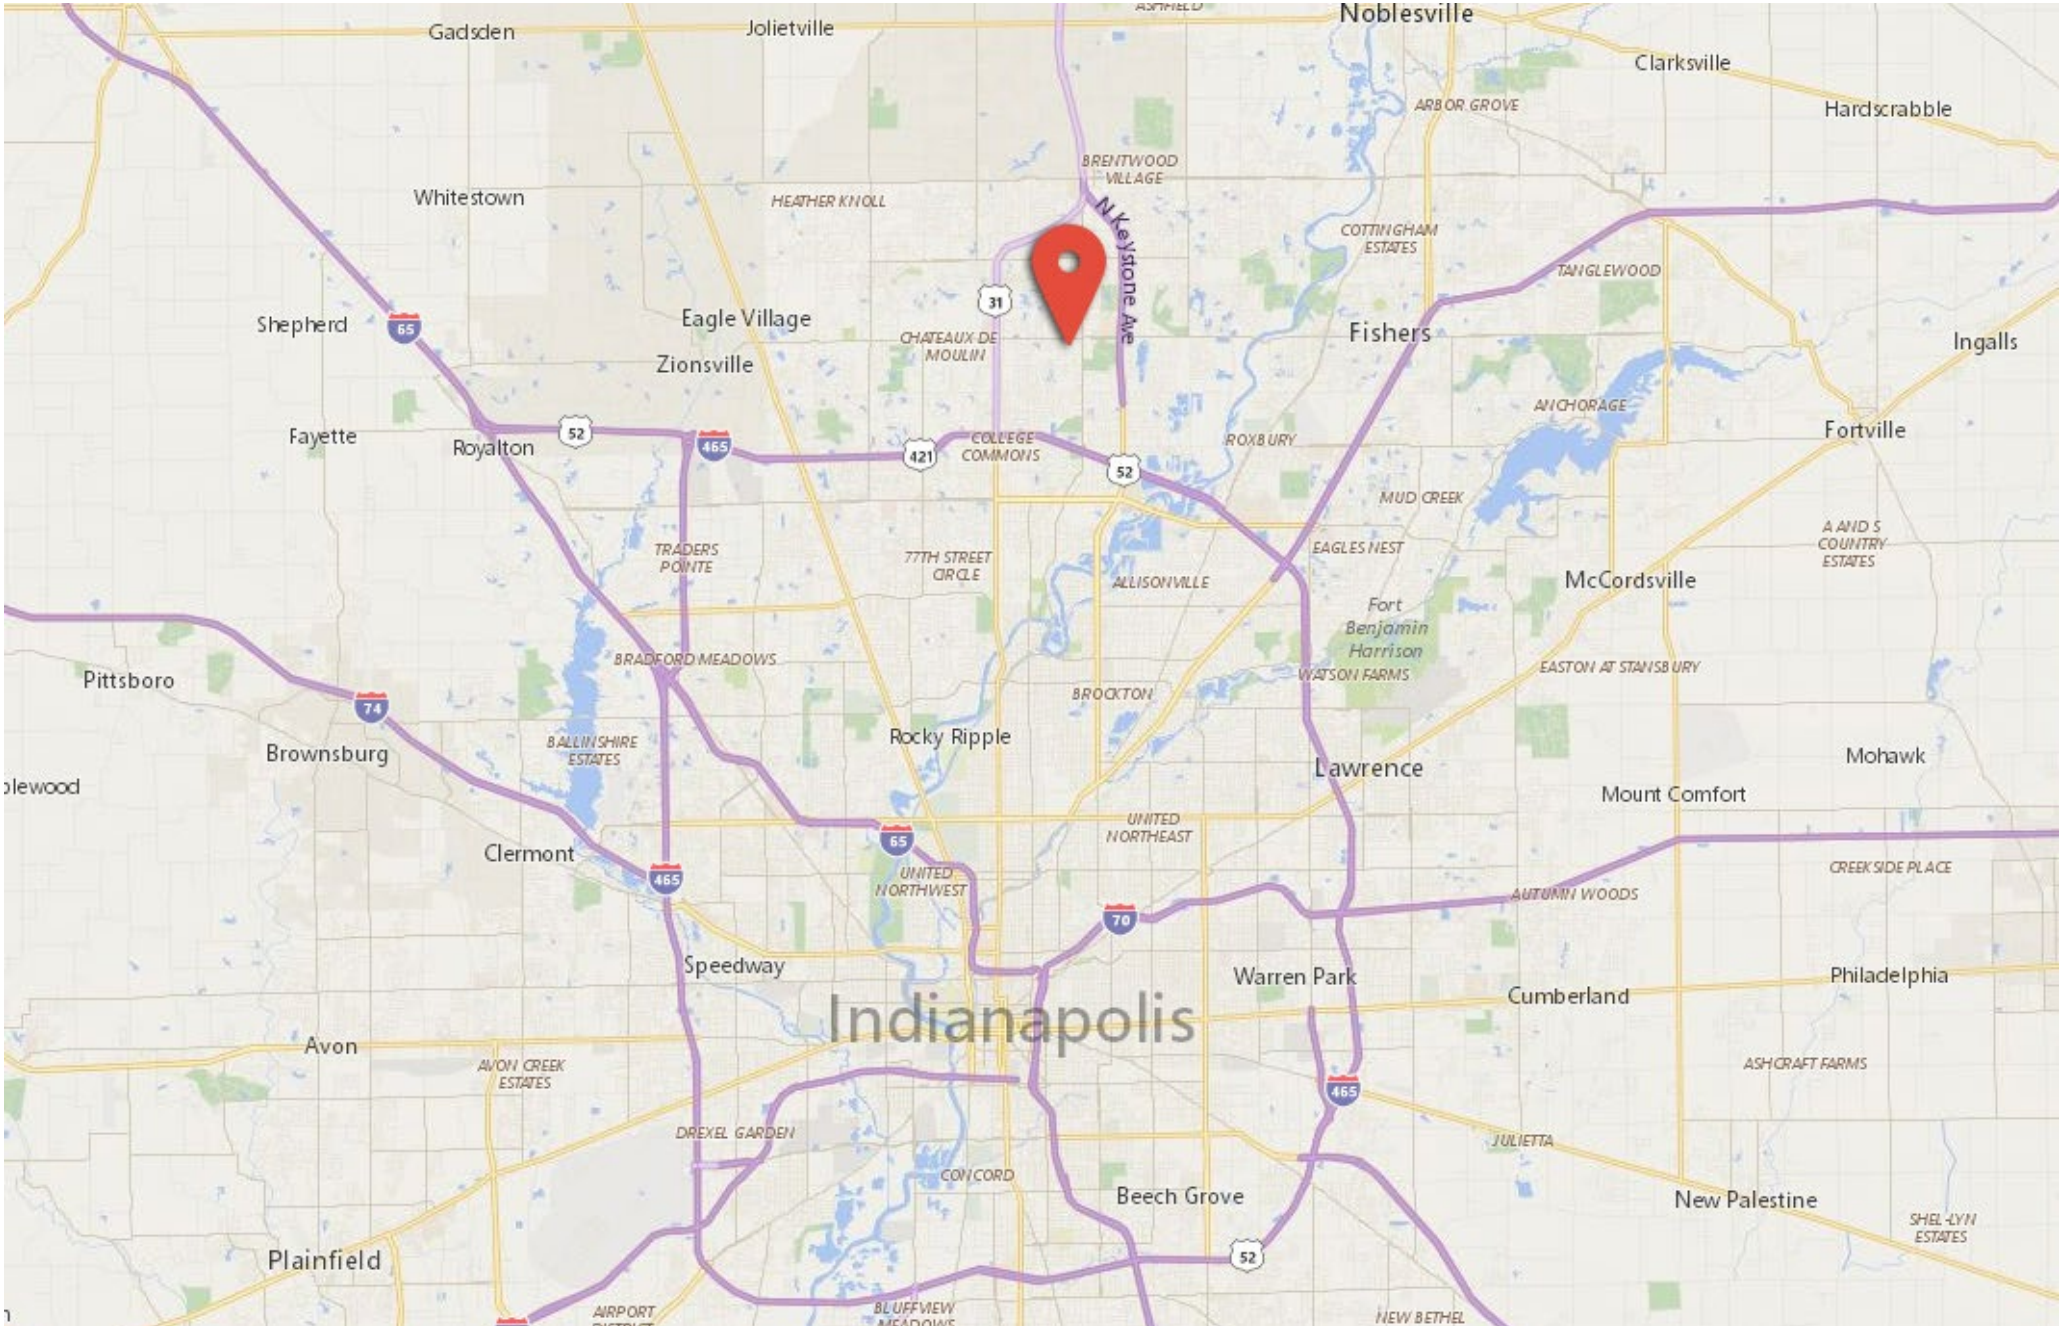 ASHFIELD
Noblesville
Gadsden
Jolietville
Clarksville
ARBOR GROVE
Hardscrabble
BRENTWOOD
VILLAGE
Whitestown
HEATHER KNOLL
N Keystone Ave
COTTINGHAM
ESTATES
TANGLEWOOD
31
Shepherd
65
Eagle Village
CHATEAUX DE
MOULIN
Fishers
Ingalls
Zionsville
ANCHORAGE
Fayette
Royalton
52
465
421
COLLEGE
COMMONS
52
ROXBURY
Fortville
MUD CREEK
TRADERS
POINTE
77TH STREET
CIRCLE
ALLISONVILLE
EAGLES NEST
A AND S
COUNTRY
ESTATES
McCordsville
Fort
Benjamin
Harrison
BRADFORD MEADOWS
WATSON FARMS
EASTON AT STANSBURY
Pittsboro
74
BROCKTON
Brownsburg
BALLINSHIRE
ESTATES
Rocky Ripple
Lawrence
Mohawk
plewood
Mount Comfort
UNITED
NORTHEAST
Clermont
65
465
UNITED
NORTHWEST
CREEKSIDE PLACE
AUTUMN WOODS
70
Speedway
Warren Park
Philadelphia
Cumberland
Indianapolis
Avon
AVON CREEK
ESTATES
ASHCRAFT FARMS
465
DREXEL GARDEN
JULIETTA
CONCORD
Beech Grove
New Palestine
SHEL-LYN
ESTATES
Plainfield
52
AIRPORT
DISTRICT
BLUFFVIEW
MEADOWS
NEW BETHEL